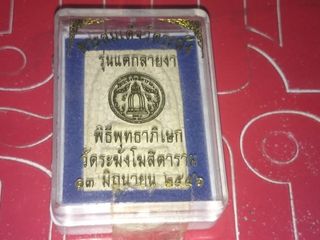 รุ่นแตกลายงา
พิธีพุทธาภิเษก
วัดระฆังโฆสิตาราม
๑๓ มิถุนายน ๒๕๔๖